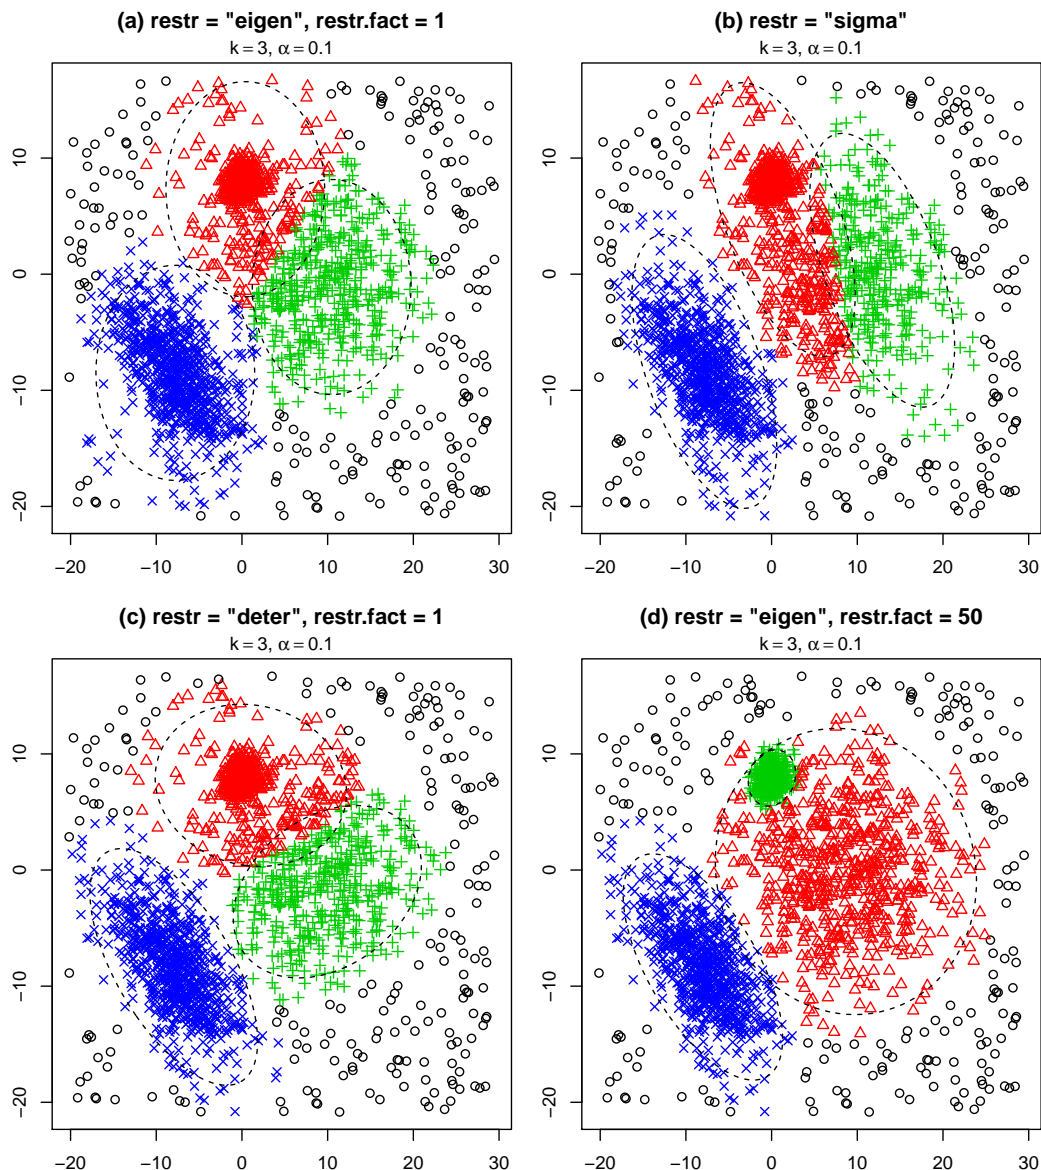 (a) restr = "eigen", restr.fact = 1
k = 3, α = 0.1
10
0
−10
−20
−20 −10 0 10 20 30
(b) restr = "sigma"
k = 3, α = 0.1
10
0
−10
−20
−20 −10 0 10 20 30
(c) restr = "deter", restr.fact = 1
k = 3, α = 0.1
10
0
−10
−20
−20 −10 0 10 20 30
(d) restr = "eigen", restr.fact = 50
k = 3, α = 0.1
10
0
−10
−20
−20 −10 0 10 20 30